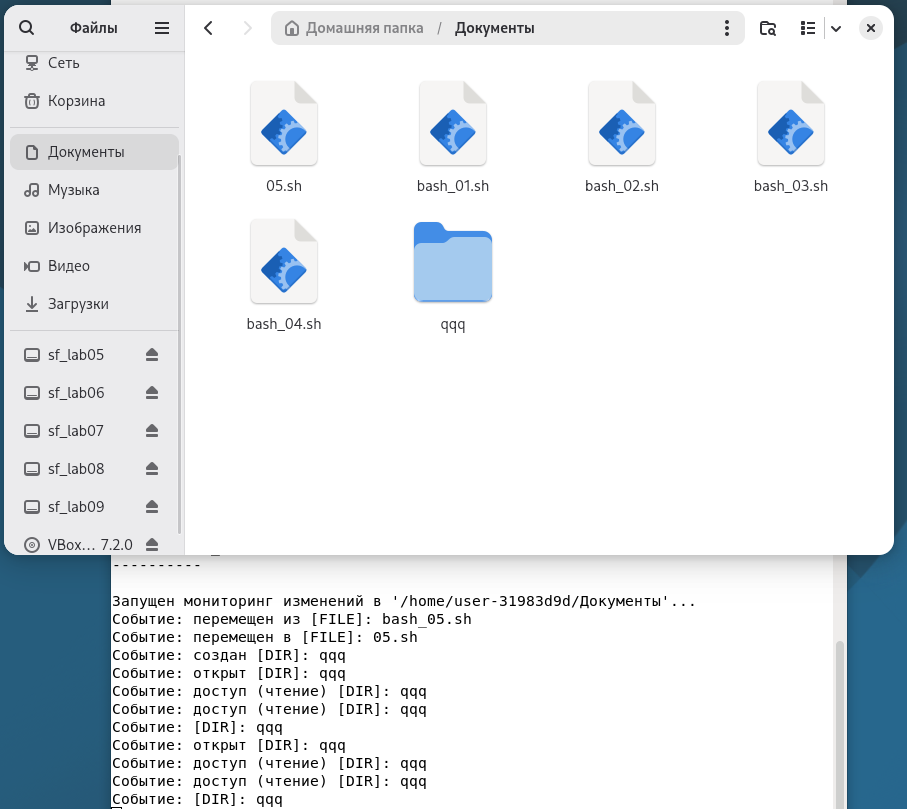 Файлы
Домашняя папка / Документы
Сеть
Корзина
Документы
Музыка
Изображения
Видео
Загрузки
sf_lab05
sf_lab06
sf_lab07
sf_lab08
sf_lab09
VBox… 7.2.0
05.sh
bash_01.sh
bash_02.sh
bash_03.sh
bash_04.sh
qqq
----------
Запущен мониторинг изменений в '/home/user-31983d9d/Документы'...
Событие: перемещен из [FILE]: bash_05.sh
Событие: перемещен в [FILE]: 05.sh
Событие: создан [DIR]: qqq
Событие: открыт [DIR]: qqq
Событие: доступ (чтение) [DIR]: qqq
Событие: доступ (чтение) [DIR]: qqq
Событие: [DIR]: qqq
Событие: открыт [DIR]: qqq
Событие: доступ (чтение) [DIR]: qqq
Событие: доступ (чтение) [DIR]: qqq
Событие: [DIR]: qqq